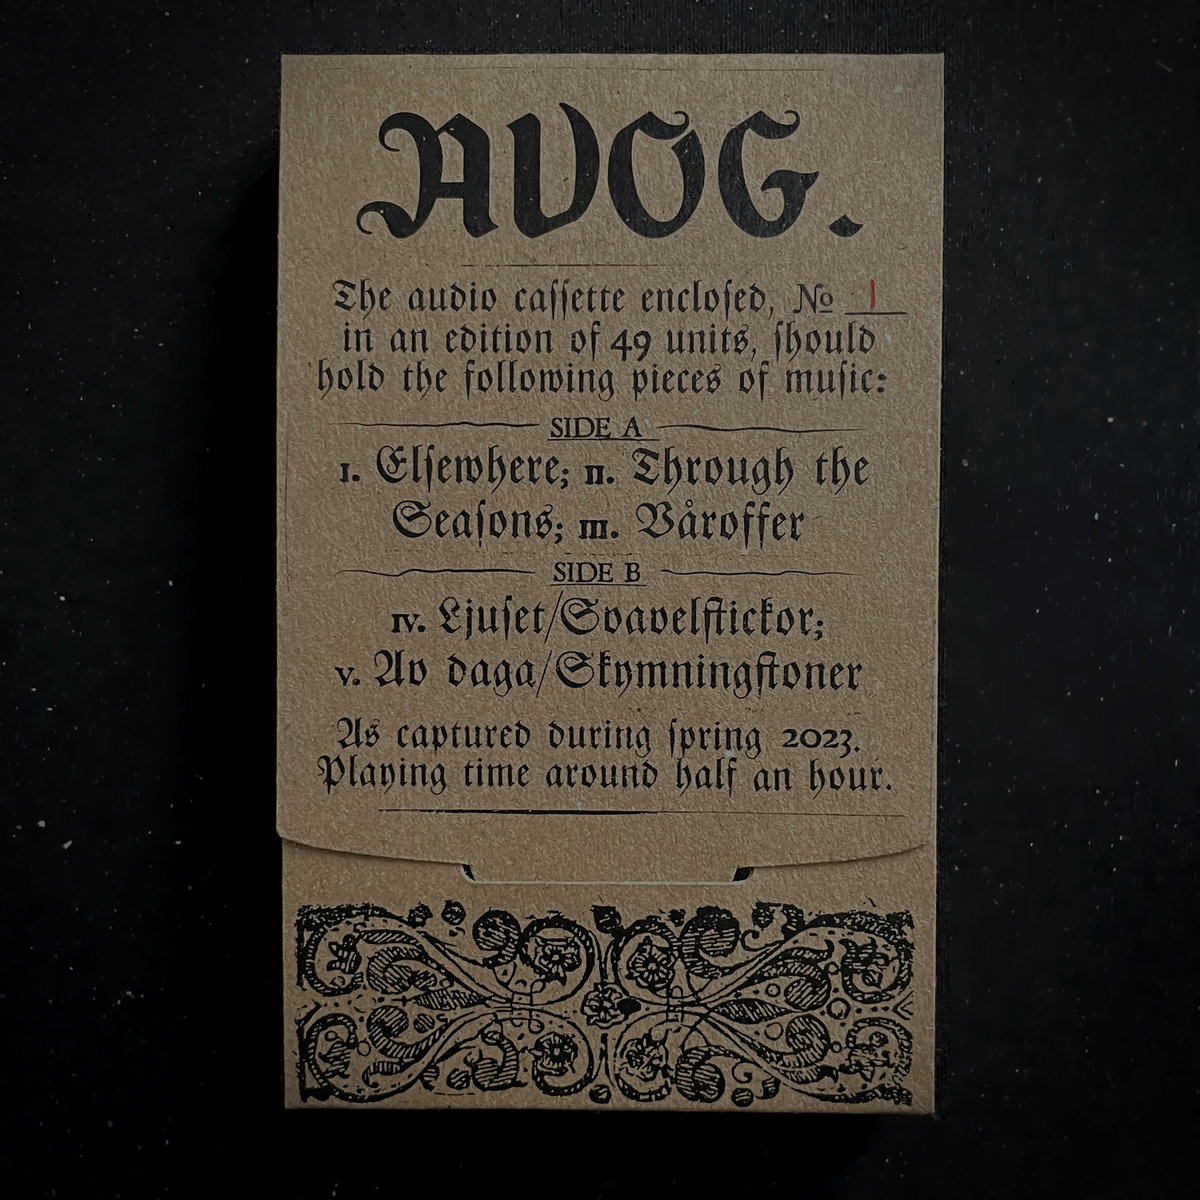 AVOG.
The audio caſſette encloſed, № 1
in an edition of 49 units, ſhould
hold the following pieces of muſic:
SIDE A
I. Elſewhere; II. Through the
Seaſons; III. Våroffer
SIDE B
IV. Ljuſet/Svavelſtickor;
V. Av daga/Skymningſtoner
As captured during ſpring 2023.
Playing time around half an hour.